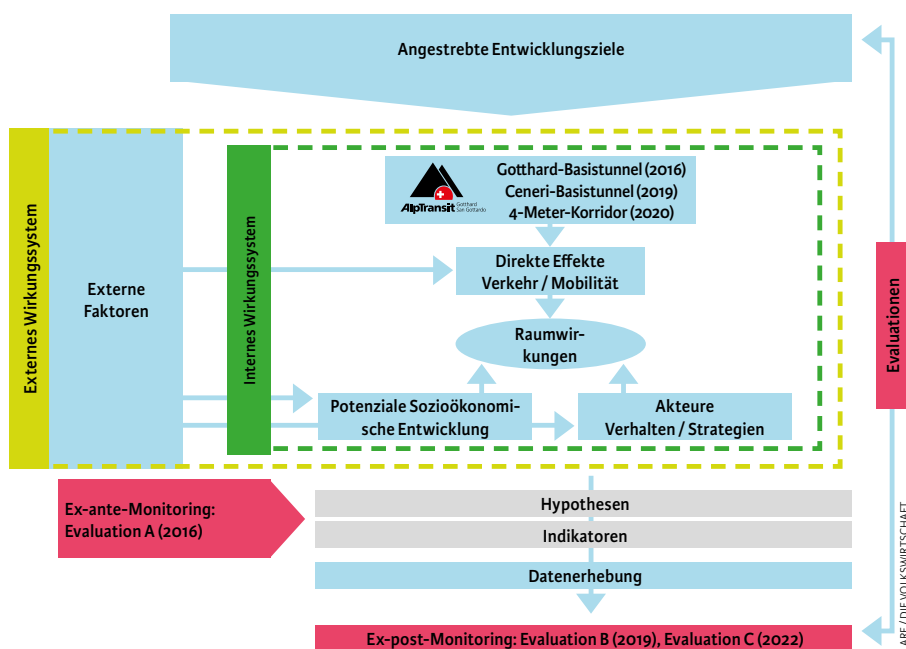 Angestrebte Entwicklungsziele
Externes Wirkungssystem
Externe
Faktoren
Internes Wirkungssystem
AlpTransit Gotthard
San Gottardo
Gotthard-Basistunnel (2016)
Ceneri-Basistunnel (2019)
4-Meter-Korridor (2020)
Direkte Effekte
Verkehr / Mobilität
Raumwir-
kungen
Potenziale Sozioökonomi-
sche Entwicklung
Akteure
Verhalten / Strategien
Evaluationen
Ex-ante-Monitoring:
Evaluation A (2016)
Hypothesen
Indikatoren
Datenerhebung
Ex-post-Monitoring: Evaluation B (2019), Evaluation C (2022)
ARE / DIE VOLKSWIRTSCHAFT